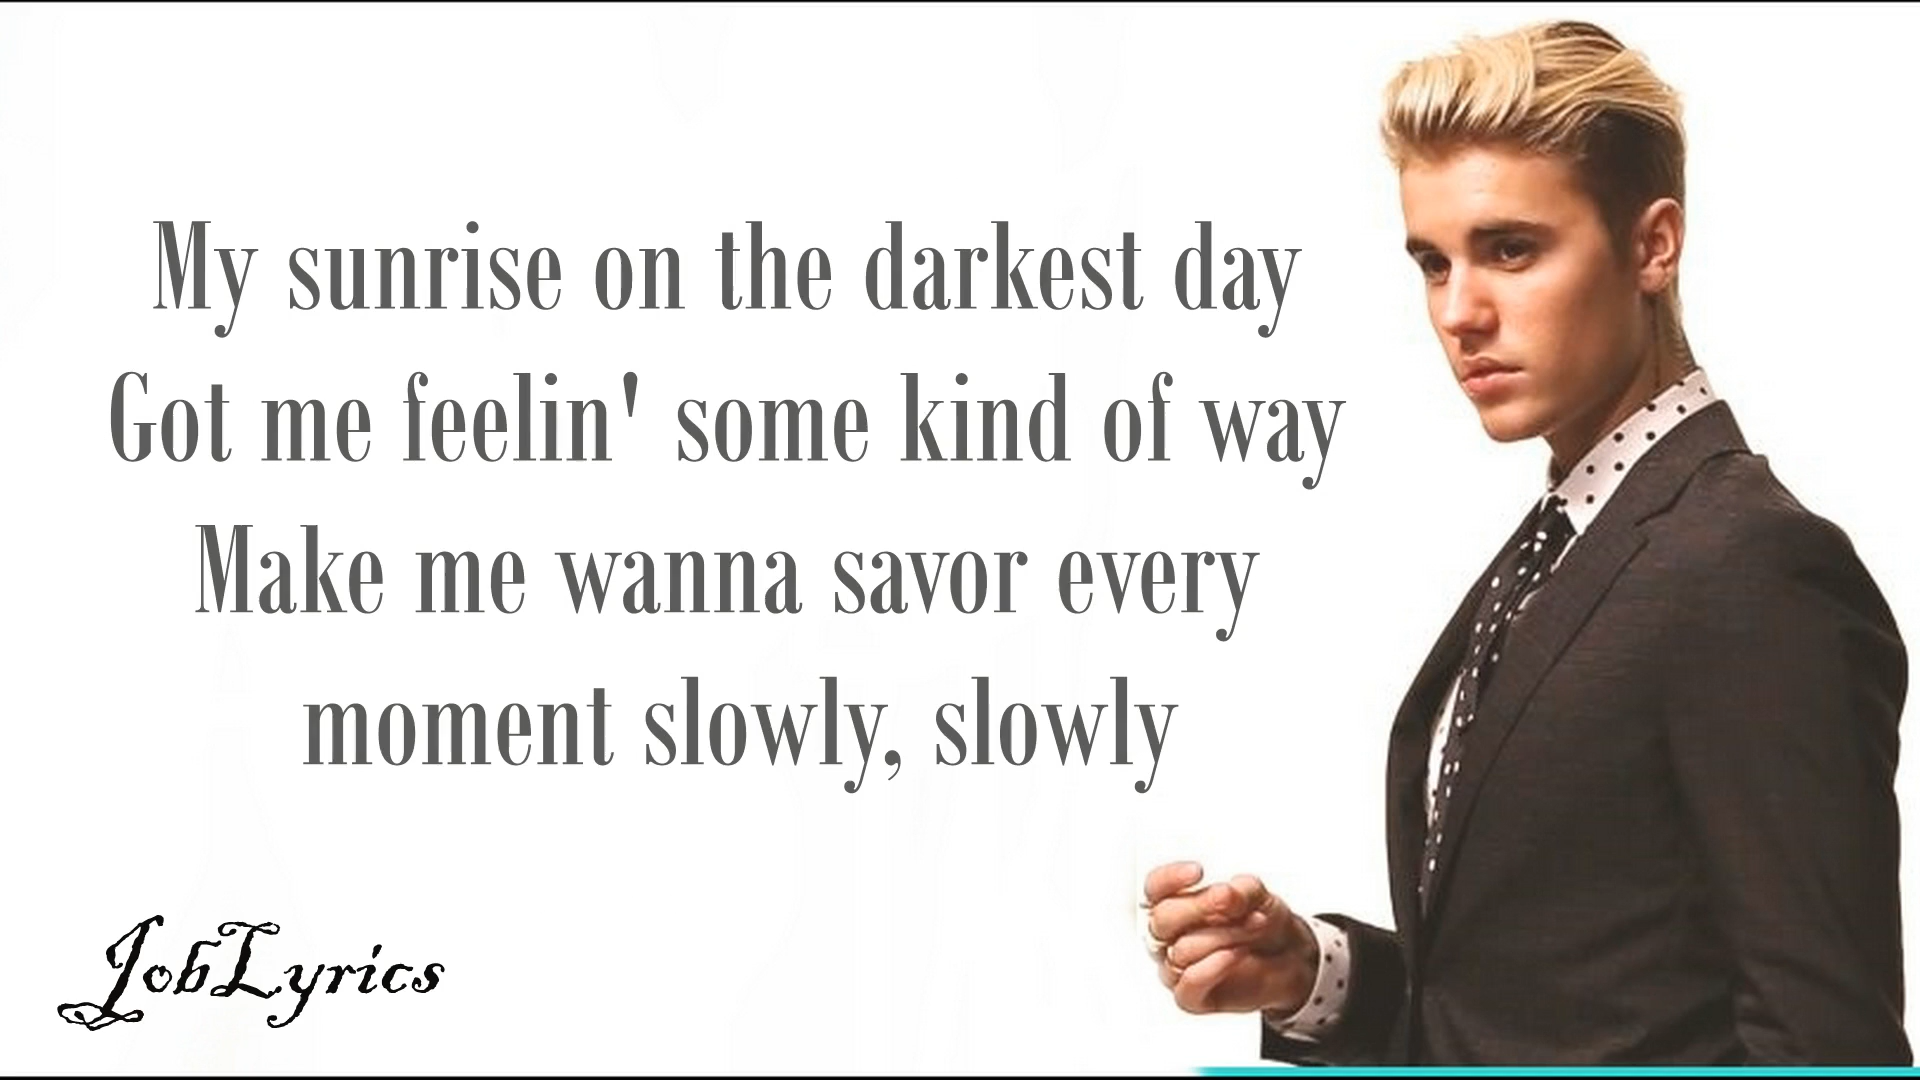 My sunrise on the darkest day
Got me feelin' some kind of way
Make me wanna savor every
moment slowly, slowly
JobLyrics